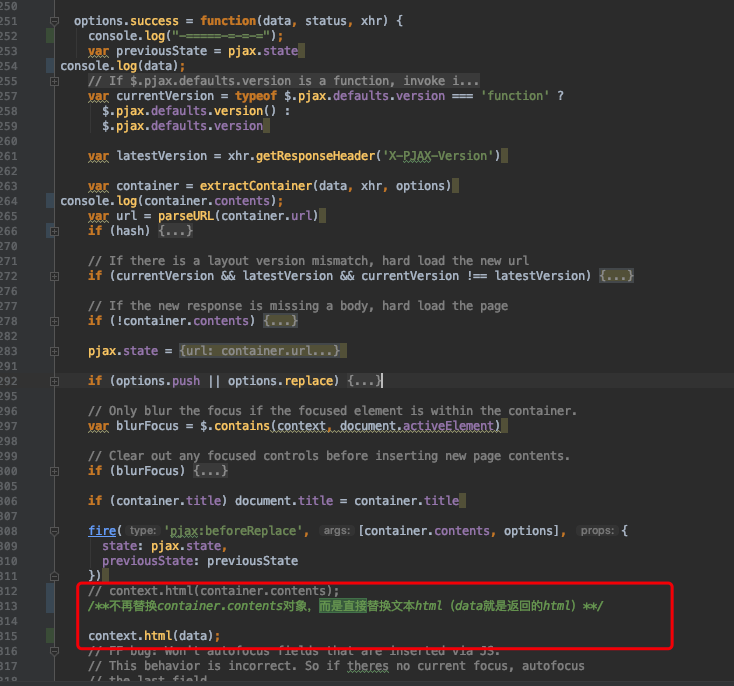 250
251 options.success = function(data, status, xhr) {
252 console.log("-=====-=-=-=");
253 var previousState = pjax.state
254 console.log(data);
255 // If $.pjax.defaults.version is a function, invoke i...
257 var currentVersion = typeof $.pjax.defaults.version === 'function' ?
258 $.pjax.defaults.version() :
259 $.pjax.defaults.version
260
261 var latestVersion = xhr.getResponseHeader('X-PJAX-Version')
262
263 var container = extractContainer(data, xhr, options)
264 console.log(container.contents);
265 var url = parseURL(container.url)
266 if (hash) {...}
270
271 // If there is a layout version mismatch, hard load the new url
272 if (currentVersion && latestVersion && currentVersion !== latestVersion) {...}
276
277 // If the new response is missing a body, hard load the page
278 if (!container.contents) {...}
282
283 pjax.state = {url: container.url...}
291
292 if (options.push || options.replace) {...}
295
296 // Only blur the focus if the focused element is within the container.
297 var blurFocus = $.contains(context, document.activeElement)
298
299 // Clear out any focused controls before inserting new page contents.
300 if (blurFocus) {...}
305
306 if (container.title) document.title = container.title
307
308 fire( type: 'pjax:beforeReplace', args: [container.contents, options], props: {
309 state: pjax.state,
310 previousState: previousState
311 })
312 // context.html(container.contents);
313 /**不再替换container.contents对象，而是直接替换文本html（data就是返回的html）**/
314
315 context.html(data);
316 // FF bug: Won't autofocus fields that are inserted via JS.
317 // This behavior is incorrect. So if theres no current focus, autofocus
318 // the last field